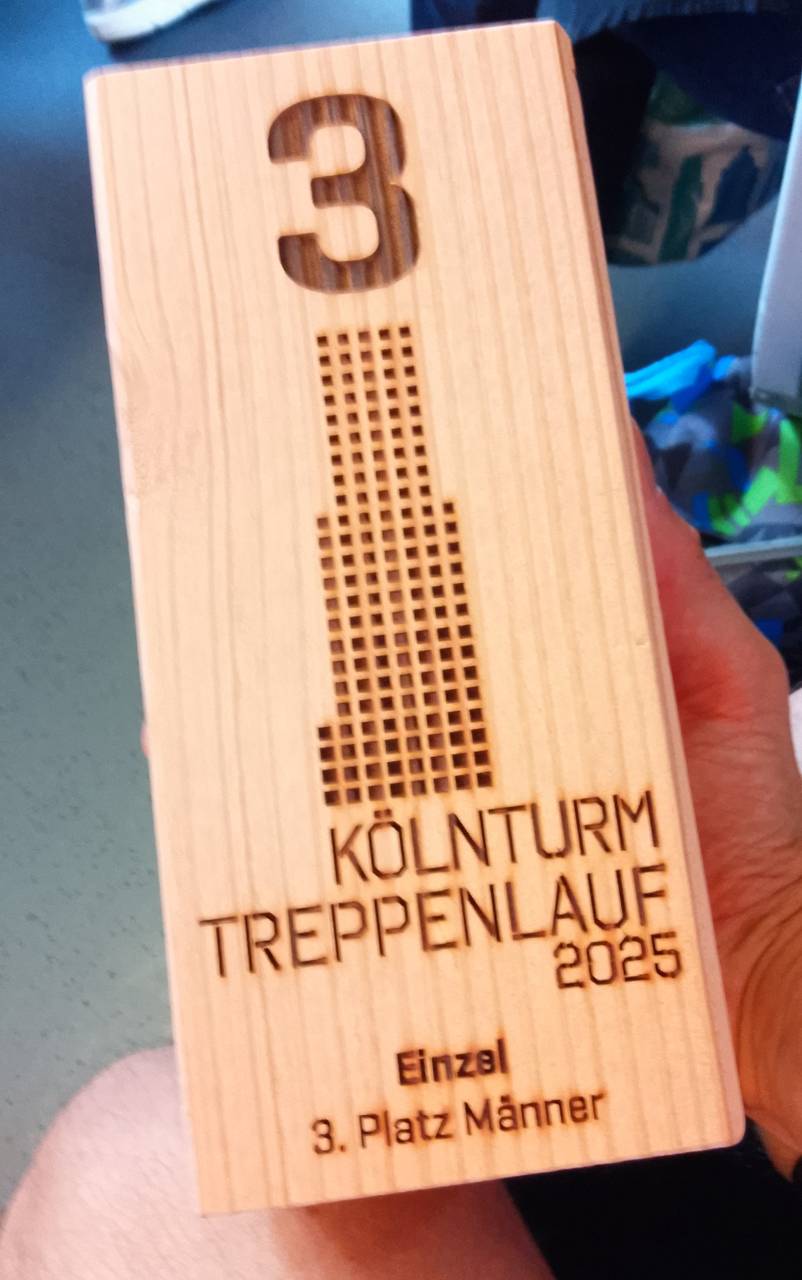 3
KÖLNTURM
TREPPENLAUF
2025
Einzel
3. Platz Männer